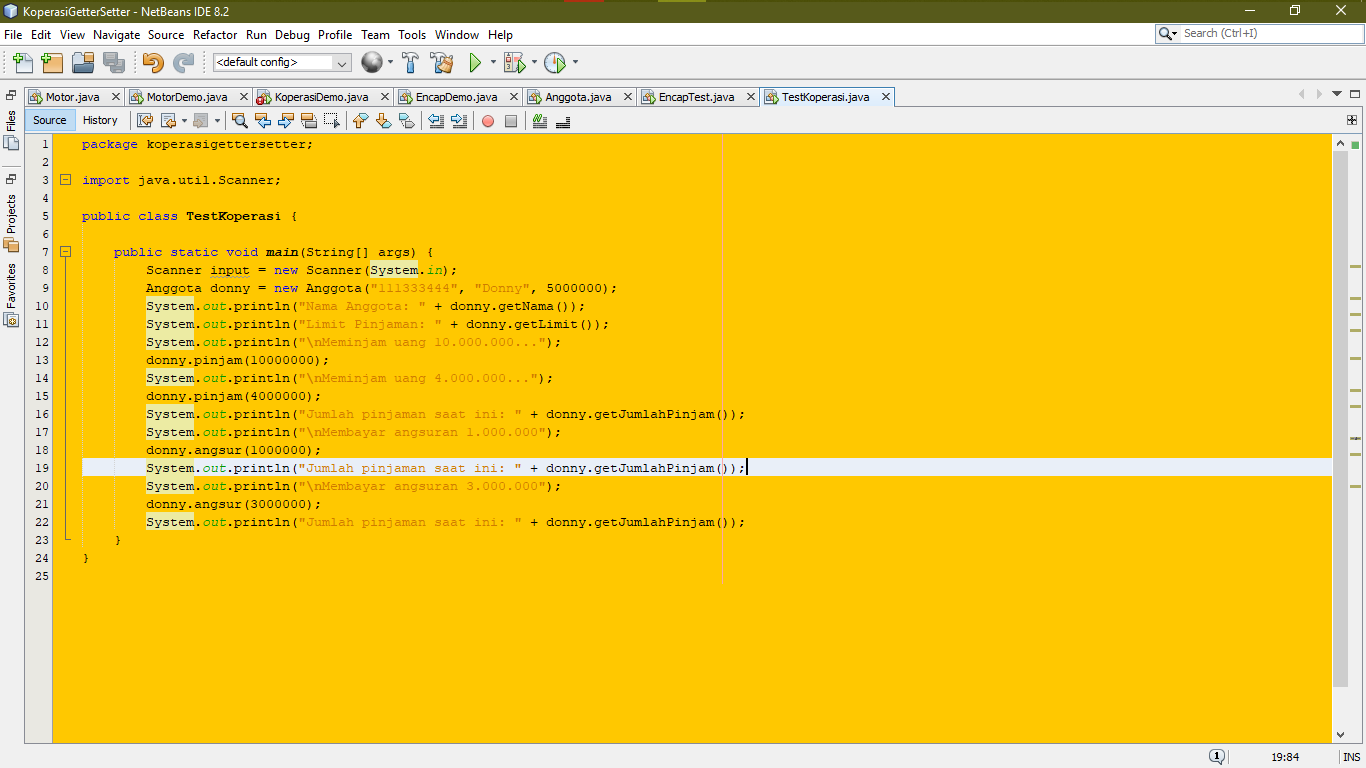 KoperasiGetterSetter - NetBeans IDE 8.2
File Edit View Navigate Source Refactor Run Debug Profile Team Tools Window Help
Search (Ctrl+I)
<default config>
Motor.java MotorDemo.java KoperasiDemo.java EncapDemo.java Anggota.java EncapTest.java TestKoperasi.java
Source History
Files
Projects
Favorites
1 package koperasigettersetter;
2
3 import java.util.Scanner;
4
5 public class TestKoperasi {
6
7 public static void main(String[] args) {
8 Scanner input = new Scanner(System.in);
9 Anggota donny = new Anggota("111333444", "Donny", 5000000);
10 System.out.println("Nama Anggota: " + donny.getNama());
11 System.out.println("Limit Pinjaman: " + donny.getLimit());
12 System.out.println("\nMeminjam uang 10.000.000...");
13 donny.pinjam(10000000);
14 System.out.println("\nMeminjam uang 4.000.000...");
15 donny.pinjam(4000000);
16 System.out.println("Jumlah pinjaman saat ini: " + donny.getJumlahPinjam());
17 System.out.println("\nMembayar angsuran 1.000.000");
18 donny.angsur(1000000);
19 System.out.println("Jumlah pinjaman saat ini: " + donny.getJumlahPinjam());
20 System.out.println("\nMembayar angsuran 3.000.000");
21 donny.angsur(3000000);
22 System.out.println("Jumlah pinjaman saat ini: " + donny.getJumlahPinjam());
23 }
24 }
25
1 19:84 INS